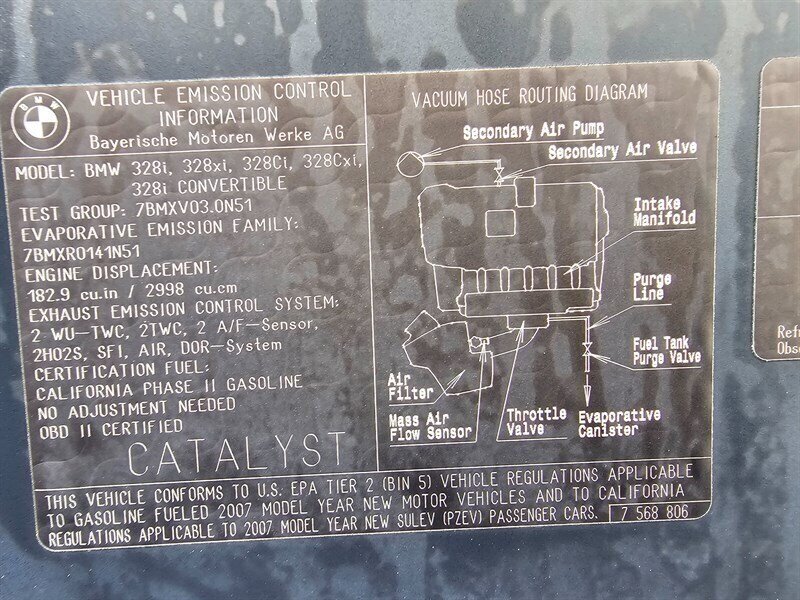 BMW
VEHICLE EMISSION CONTROL
INFORMATION
Bayerische Motoren Werke AG
MODEL: BMW 328i, 328xi, 328Ci, 328Cxi,
328i CONVERTIBLE
TEST GROUP: 7BMXV03.0N51
EVAPORATIVE EMISSION FAMILY:
7BMXR0141N51
ENGINE DISPLACEMENT:
182.9 cu.in / 2998 cu.cm
EXHAUST EMISSION CONTROL SYSTEM:
2 WU-TWC, 2TWC, 2 A/F-Sensor,
2HO2S, SFI, AIR, DOR-System
CERTIFICATION FUEL:
CALIFORNIA PHASE II GASOLINE
NO ADJUSTMENT NEEDED
OBD II CERTIFIED
CATALYST
VACUUM HOSE ROUTING DIAGRAM
Secondary Air Pump
Secondary Air Valve
Intake
Manifold
Purge
Line
Fuel Tank
Purge Valve
Air
Filter
Mass Air
Flow Sensor
Throttle
Valve
Evaporative
Canister
THIS VEHICLE CONFORMS TO U.S. EPA TIER 2 (BIN 5) VEHICLE REGULATIONS APPLICABLE
TO GASOLINE FUELED 2007 MODEL YEAR NEW MOTOR VEHICLES AND TO CALIFORNIA
REGULATIONS APPLICABLE TO 2007 MODEL YEAR NEW SULEV (PZEV) PASSENGER CARS.
7 568 806
Refr
Obse